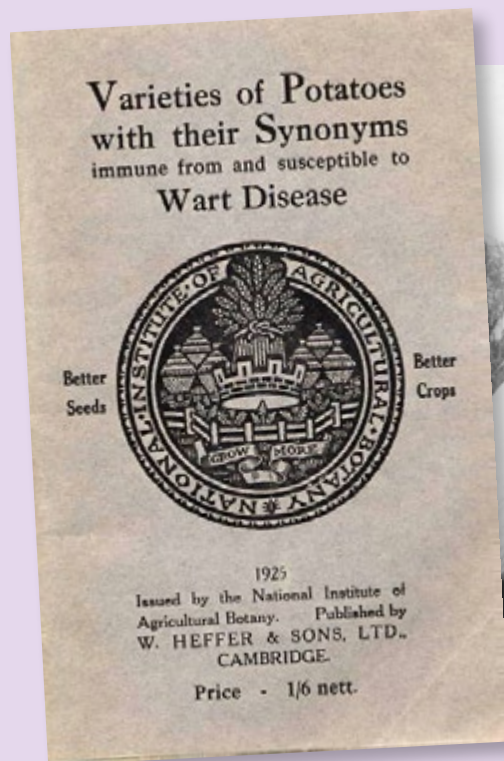 Varieties of Potatoes
with their Synonyms
immune from and susceptible to
Wart Disease
NATIONAL·INSTITUTE·OF AGRICULTURAL·BOTANY
Better
Seeds
Better
Crops
GROW MORE
1925
Issued by the National Institute of
Agricultural Botany. Published by
W. HEFFER & SONS, LTD.,
CAMBRIDGE.
Price - 1/6 nett.